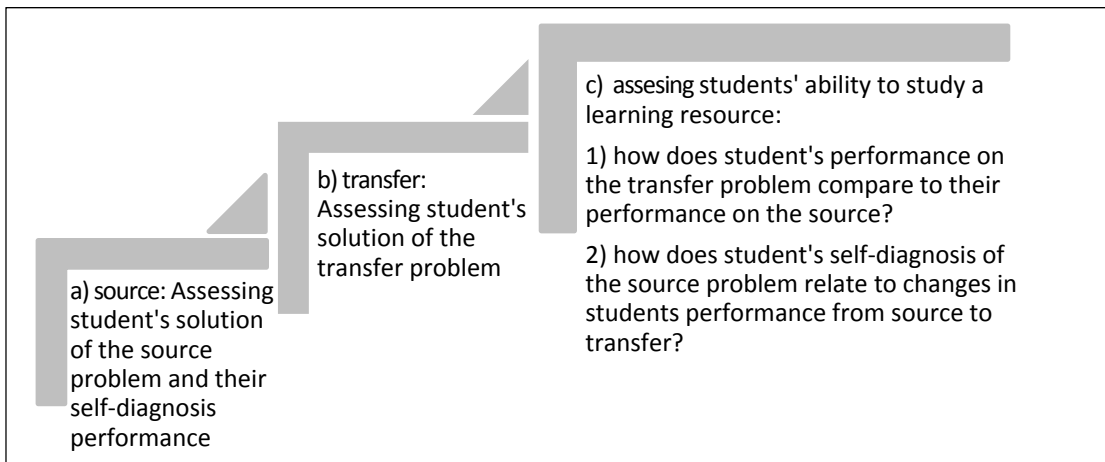 a) source: Assessing
student's solution
of the source
problem and their
self-diagnosis
performance
b) transfer:
Assessing student's
solution of the
transfer problem
c) assesing students' ability to study a
learning resource:
1) how does student's performance on
the transfer problem compare to their
performance on the source?
2) how does student's self-diagnosis of
the source problem relate to changes in
students performance from source to
transfer?